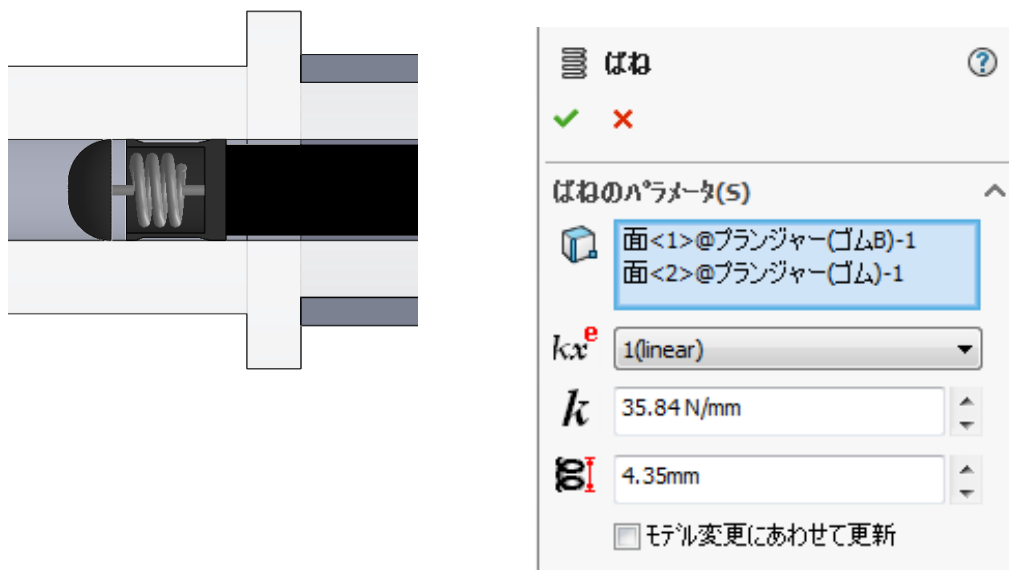 ばね
ばねのパラメータ(S)
面<1>@プランジャー(ゴムB)-1
面<2>@プランジャー(ゴム)-1
kxe
1(linear)
k
35.84 N/mm
4.35mm
モデル変更にあわせて更新